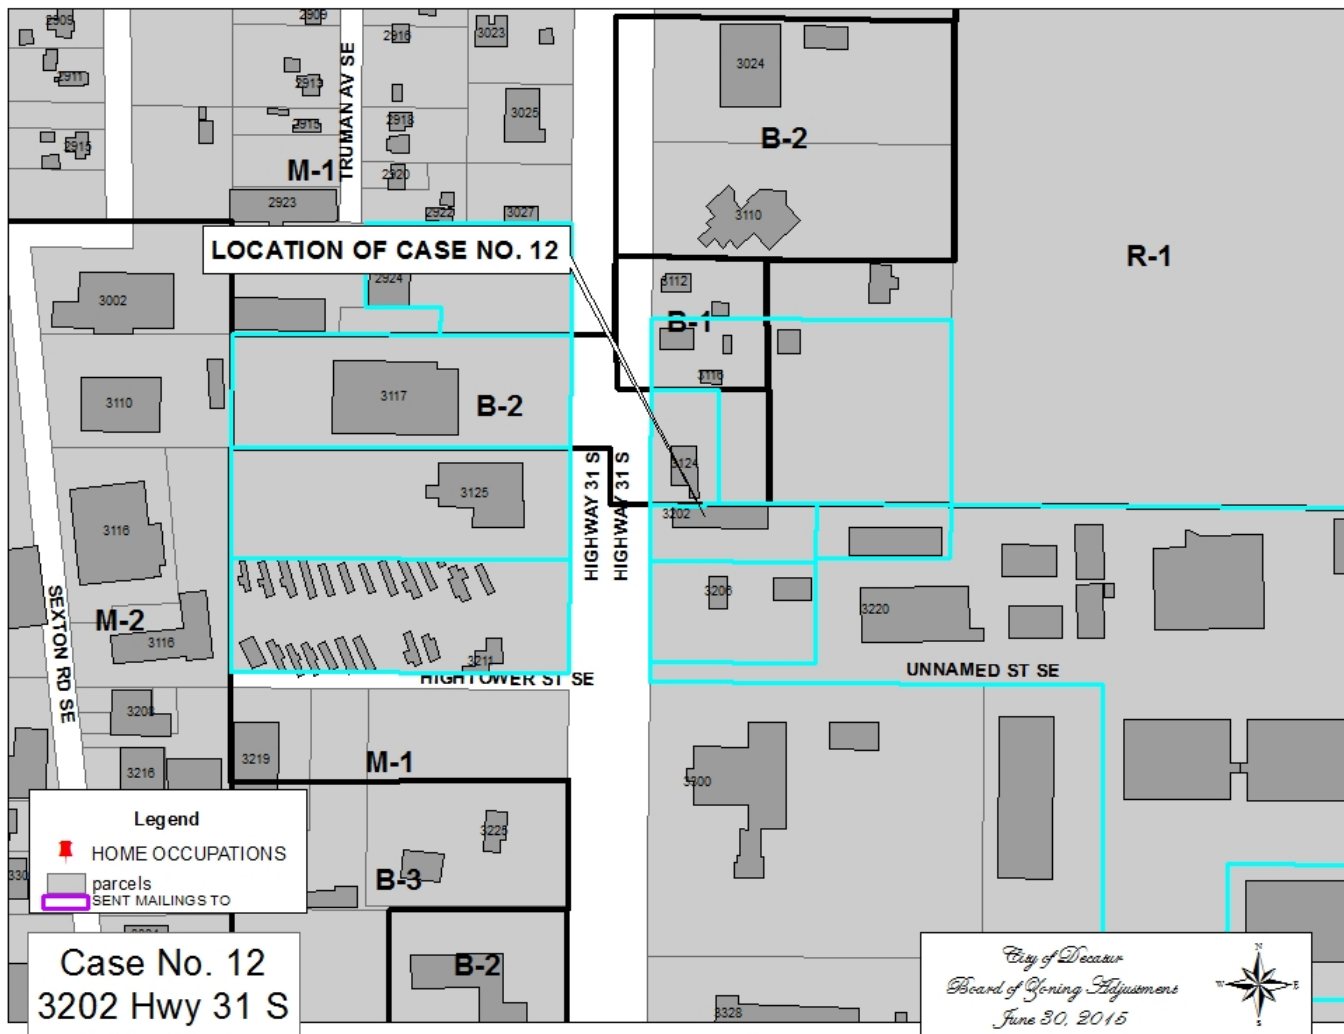 2909
2909
2916
3023
3024
2911
2913
2918
3025
2915
2915
TRUMAN AV SE
B-2
M-1
2920
2923
2922
3027
3110
LOCATION OF CASE NO. 12
R-1
2924
3112
3002
B-1
3116
3110
3117
B-2
3124
HIGHWAY 31 S
HIGHWAY 31 S
3125
3202
3116
SEXTON RD SE
M-2
3116
3206
3220
3211
HIGHTOWER ST SE
UNNAMED ST SE
3208
3219
M-1
3216
3300
3225
B-3
330
Legend
HOME OCCUPATIONS
parcels
SENT MAILINGS TO
B-2
3328
Case No. 12
3202 Hwy 31 S
City of Decatur
Board of Zoning Adjustment
June 30, 2015
N
W
E
S